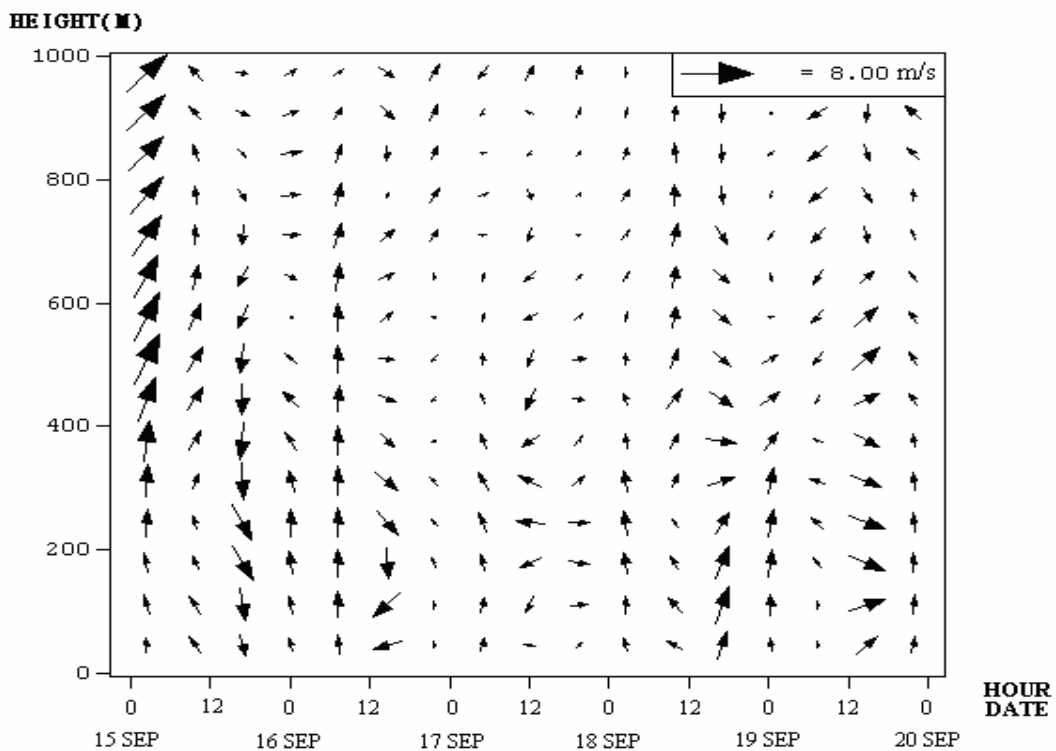 HEIGHT(M)
1000
= 8.00 m/s
800
600
400
200
0
0 12 0 12 0 12 0 12 0 12 0
HOUR
DATE
15 SEP 16 SEP 17 SEP 18 SEP 19 SEP 20 SEP